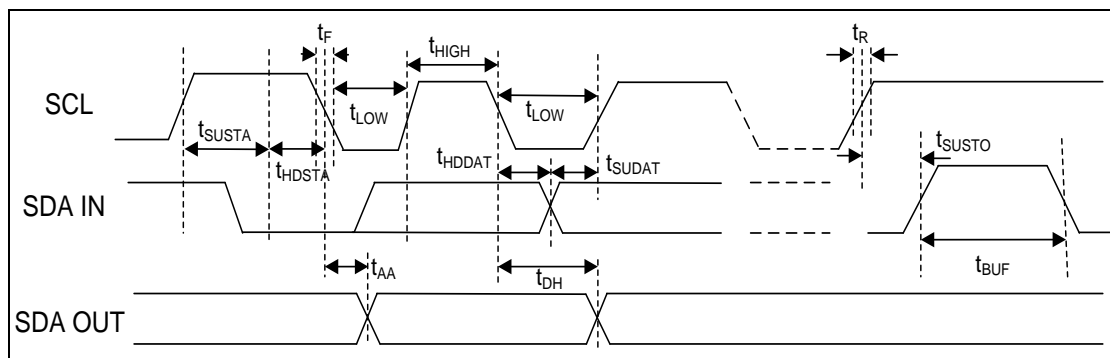 tF
tHIGH
tR
SCL
tLOW
tLOW
tSUSTA
tHDSTA
tHDDAT
tSUDAT
tSUSTO
SDA IN
tAA
tDH
tBUF
SDA OUT